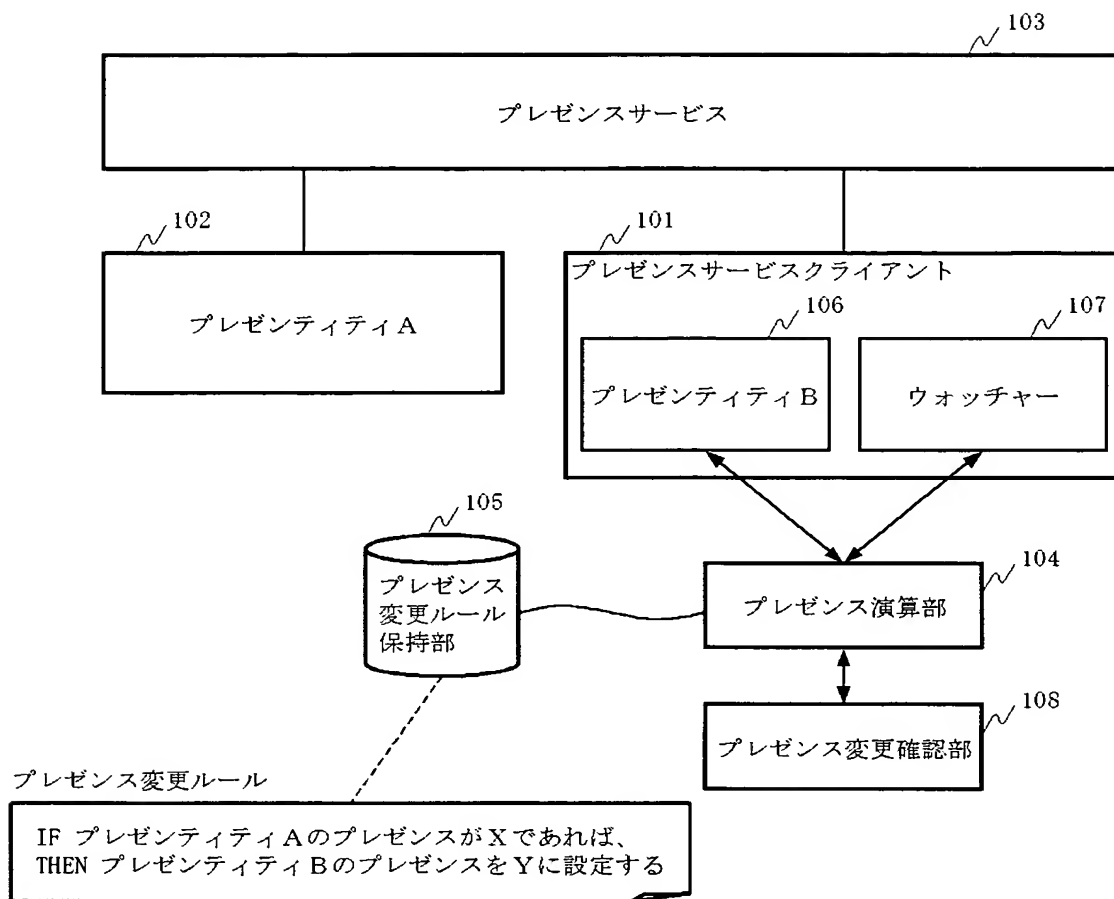 103
プレゼンスサービス
102
プレゼンティティA
101
プレゼンスサービスクライアント
106
プレゼンティティB
107
ウォッチャー
105
プレゼンス
変更ルール
保持部
104
プレゼンス演算部
108
プレゼンス変更確認部
プレゼンス変更ルール
IF プレゼンティティAのプレゼンスがXであれば、
THEN プレゼンティティBのプレゼンスをYに設定する